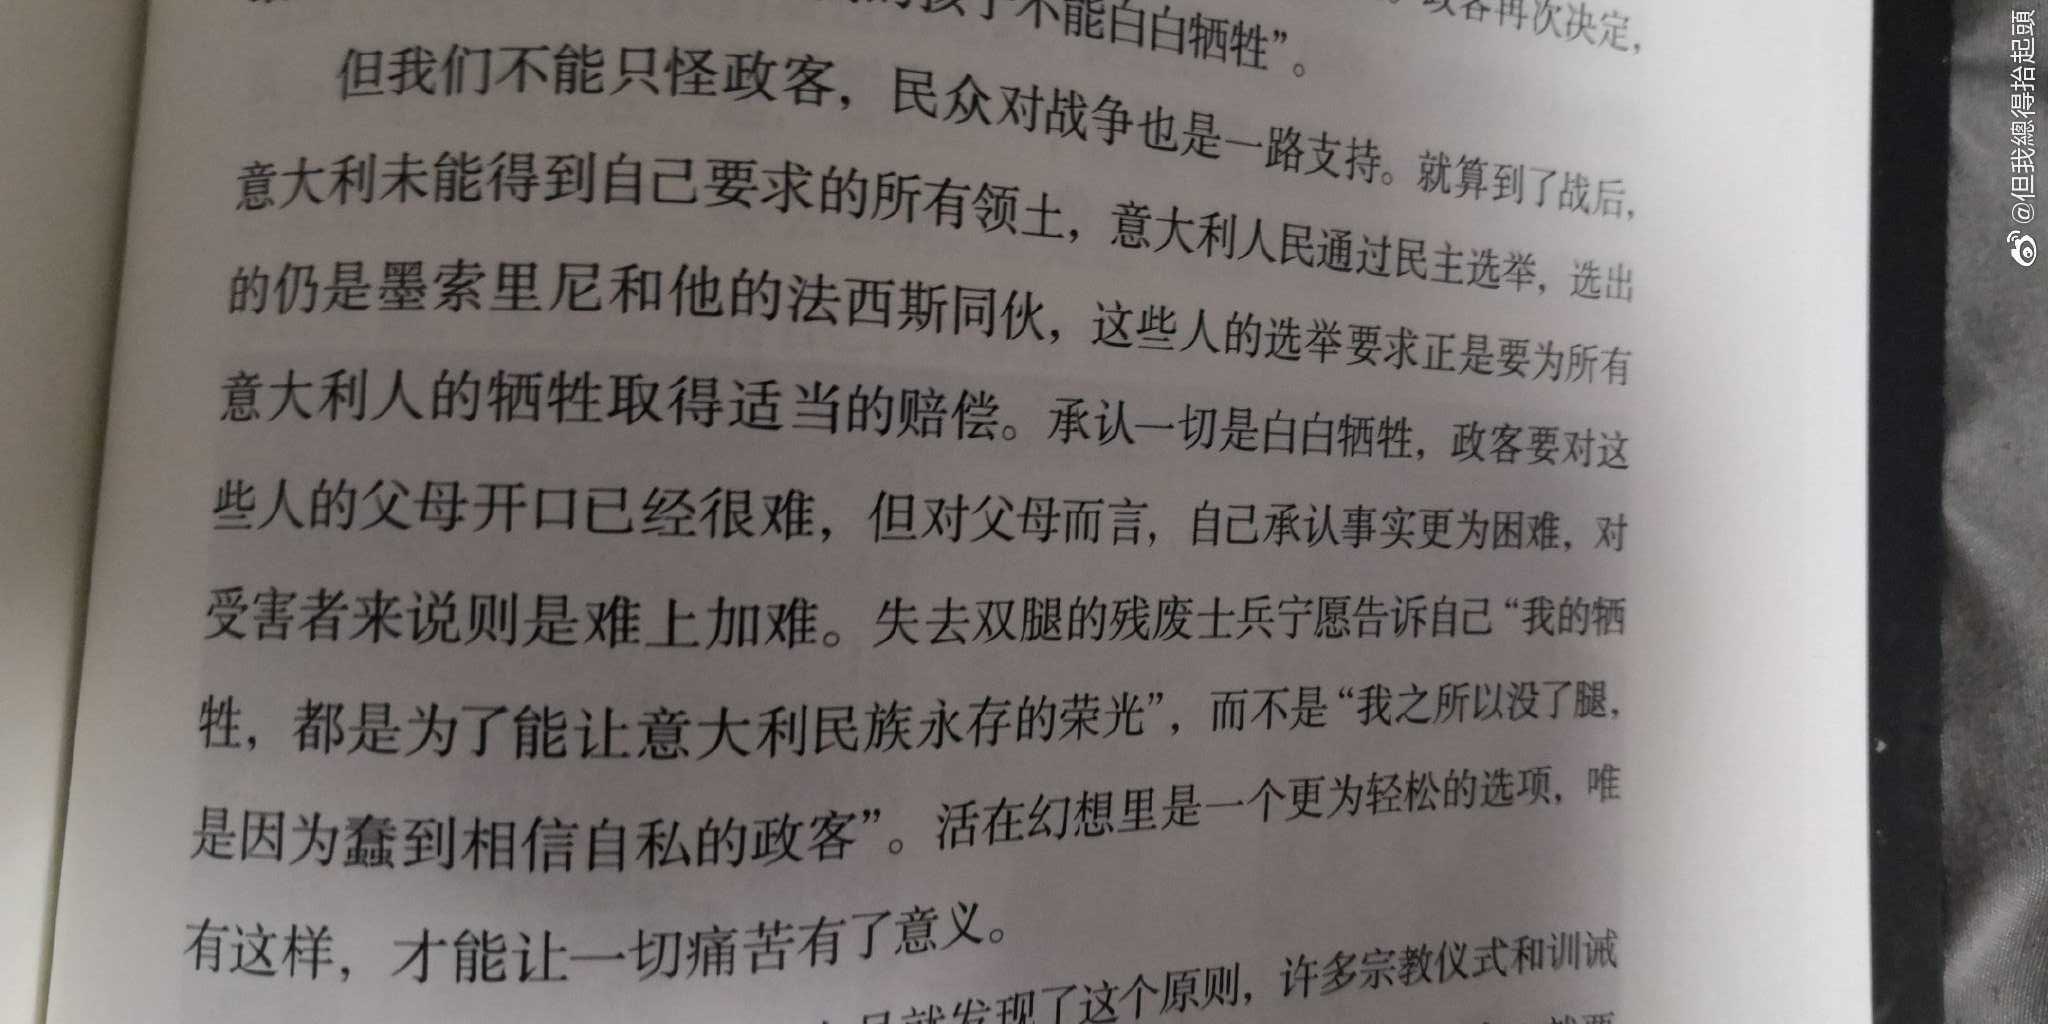 政客再次决定，
孩子不能白白牺牲”。
但我们不能只怪政客，民众对战争也是一路支持。就算到了战后，
意大利未能得到自己要求的所有领土，意大利人民通过民主选举，选出
的仍是墨索里尼和他的法西斯同伙，这些人的选举要求正是要为所有
意大利人的牺牲取得适当的赔偿。承认一切是白白牺牲，政客要对这
些人的父母开口已经很难，但对父母而言，自己承认事实更为困难，对
受害者来说则是难上加难。失去双腿的残废士兵宁愿告诉自己“我的牺
牲，都是为了能让意大利民族永存的荣光”，而不是“我之所以没了腿，
是因为蠢到相信自私的政客”。活在幻想里是一个更为轻松的选项，唯
有这样，才能让一切痛苦有了意义。
就发现了这个原则，许多宗教仪式和训诫
@但我總得抬起頭